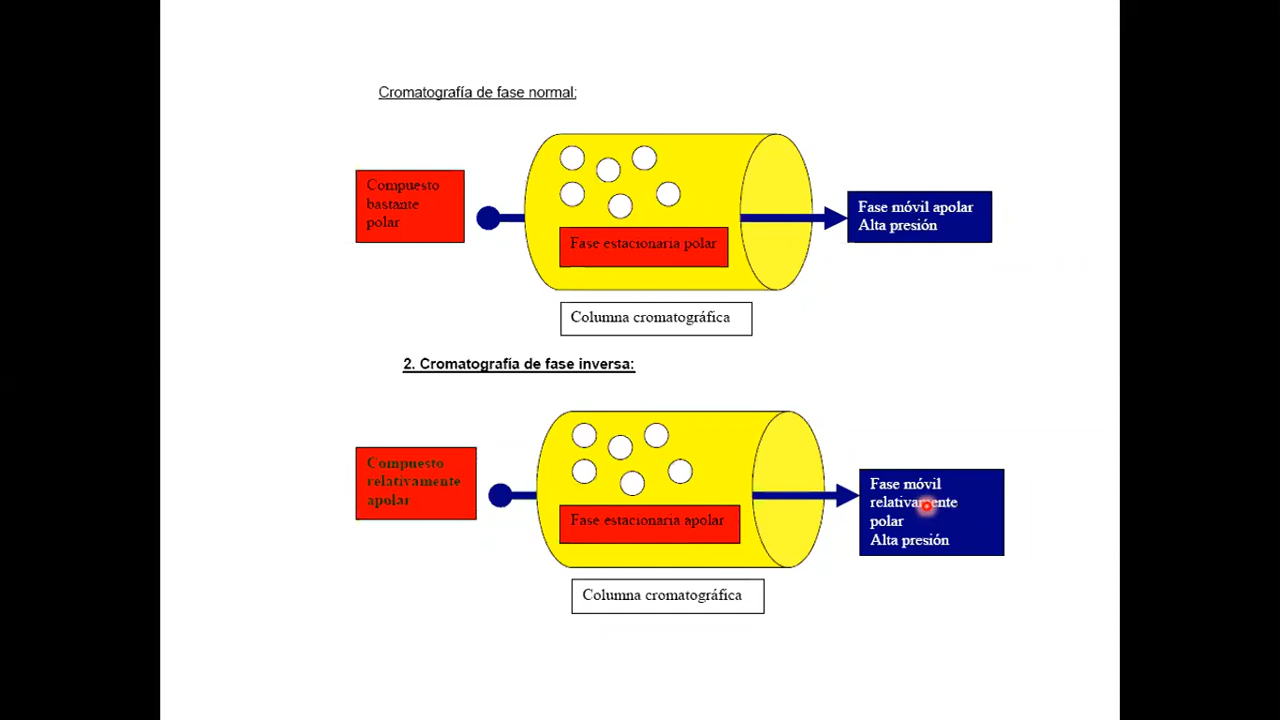 Cromatografía de fase normal:
Compuesto
bastante
polar
Fase estacionaria polar
Fase móvil apolar
Alta presión
Columna cromatográfica
2. Cromatografía de fase inversa:
Compuesto
relativamente
apolar
Fase estacionaria apolar
Fase móvil
relativamente
polar
Alta presión
Columna cromatográfica